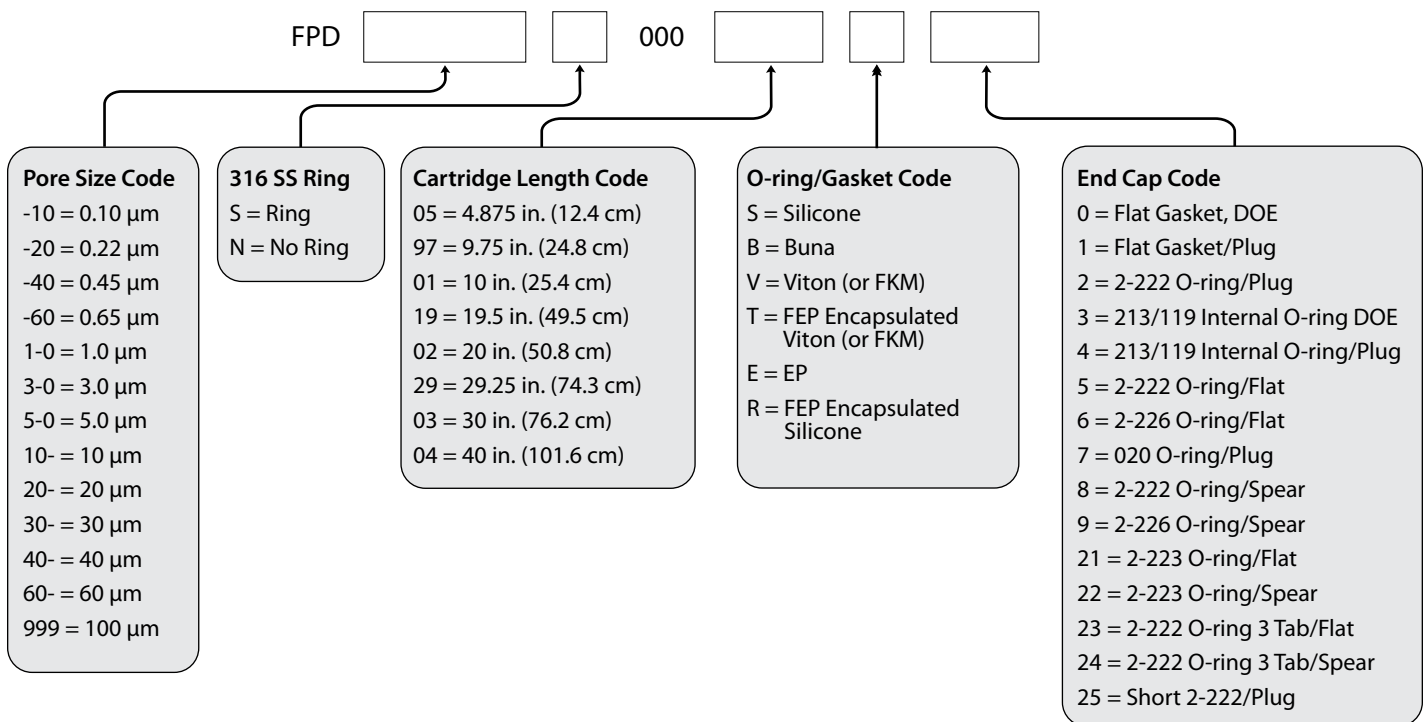 FPD 000
Pore Size Code
-10 = 0.10 µm
-20 = 0.22 µm
-40 = 0.45 µm
-60 = 0.65 µm
1-0 = 1.0 µm
3-0 = 3.0 µm
5-0 = 5.0 µm
10- = 10 µm
20- = 20 µm
30- = 30 µm
40- = 40 µm
60- = 60 µm
999 = 100 µm
316 SS Ring
S = Ring
N = No Ring
Cartridge Length Code
05 = 4.875 in. (12.4 cm)
97 = 9.75 in. (24.8 cm)
01 = 10 in. (25.4 cm)
19 = 19.5 in. (49.5 cm)
02 = 20 in. (50.8 cm)
29 = 29.25 in. (74.3 cm)
03 = 30 in. (76.2 cm)
04 = 40 in. (101.6 cm)
O-ring/Gasket Code
S = Silicone
B = Buna
V = Viton (or FKM)
T = FEP Encapsulated
Viton (or FKM)
E = EP
R = FEP Encapsulated
Silicone
End Cap Code
0 = Flat Gasket, DOE
1 = Flat Gasket/Plug
2 = 2-222 O-ring/Plug
3 = 213/119 Internal O-ring DOE
4 = 213/119 Internal O-ring/Plug
5 = 2-222 O-ring/Flat
6 = 2-226 O-ring/Flat
7 = 020 O-ring/Plug
8 = 2-222 O-ring/Spear
9 = 2-226 O-ring/Spear
21 = 2-223 O-ring/Flat
22 = 2-223 O-ring/Spear
23 = 2-222 O-ring 3 Tab/Flat
24 = 2-222 O-ring 3 Tab/Spear
25 = Short 2-222/Plug